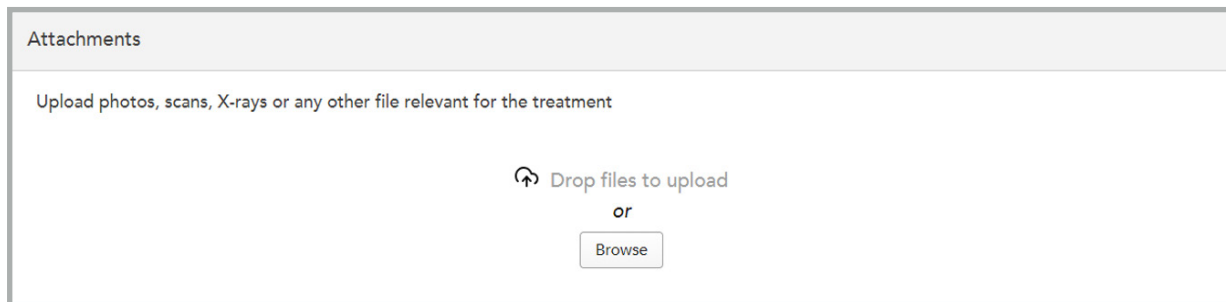 Attachments
Upload photos, scans, X-rays or any other file relevant for the treatment
Drop files to upload
or
Browse